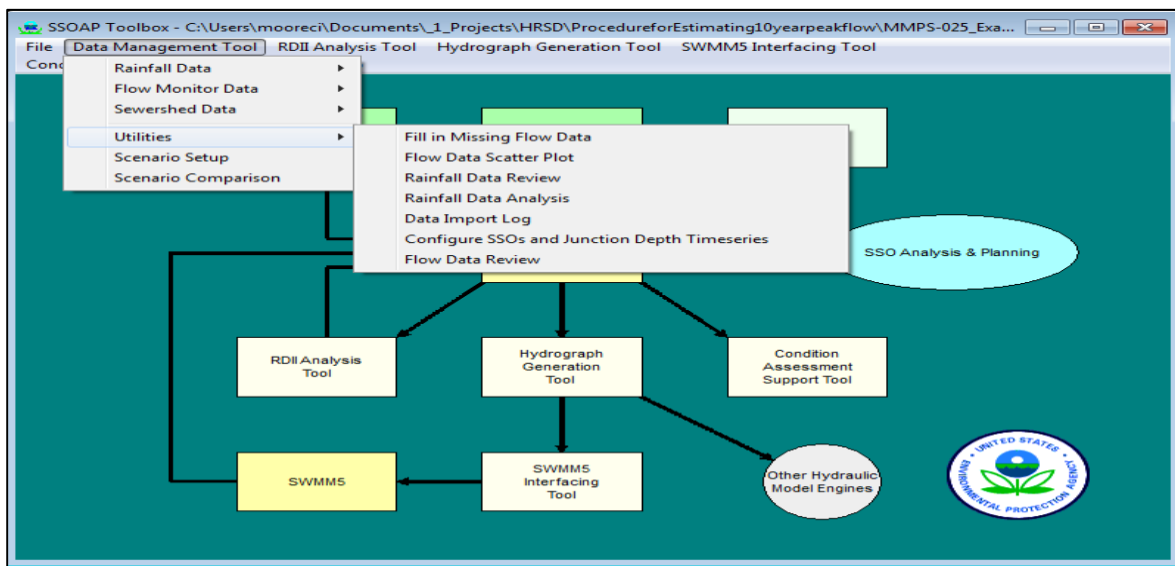 SSOAP Toolbox - C:\Users\mooreci\Documents\_1_Projects\HRSD\ProcedureforEstimating10yearpeakflow\MMPS-025_Exa...
File Data Management Tool RDII Analysis Tool Hydrograph Generation Tool SWMM5 Interfacing Tool
Rainfall Data
Flow Monitor Data
Sewershed Data
Utilities
Scenario Setup
Scenario Comparison
Fill in Missing Flow Data
Flow Data Scatter Plot
Rainfall Data Review
Rainfall Data Analysis
Data Import Log
Configure SSOs and Junction Depth Timeseries
Flow Data Review
SSO Analysis & Planning
RDII Analysis
Tool
Hydrograph
Generation
Tool
Condition
Assessment
Support Tool
SWMM5
SWMM5
Interfacing
Tool
Other Hydraulic
Model Engines
UNITED STATES
ENVIRONMENTAL PROTECTION AGENCY